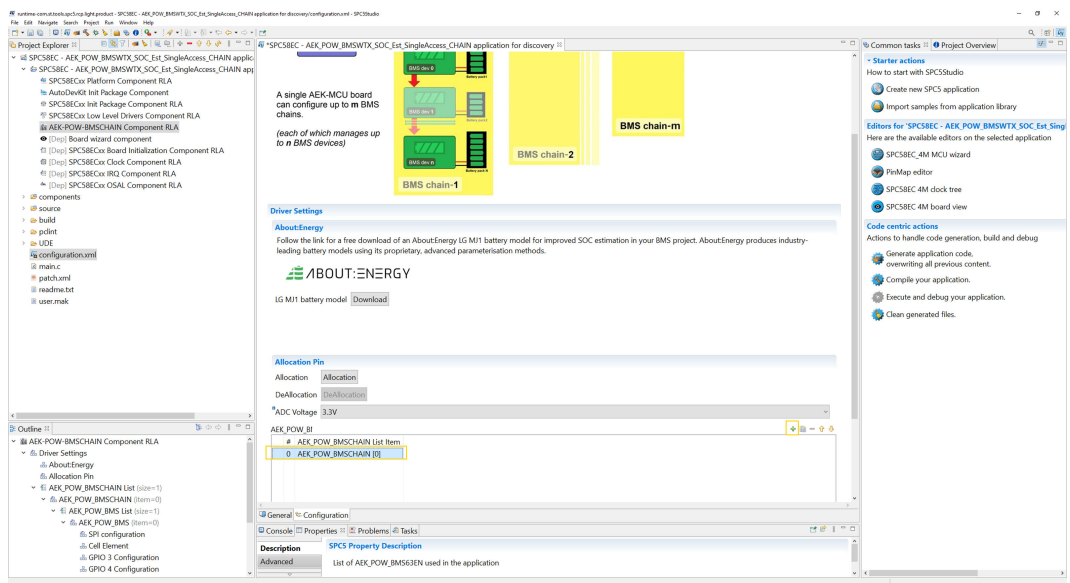 runtime-com.st.tools.spc5.rcp.light.product - SPC58EC - AEK_POW_BMSWTX_SOC_Est_SingleAccess_CHAIN application for discovery/configuration.xml - SPC5Studio
File Edit Navigate Search Project Run Window Help
Project Explorer
SPC58EC - AEK_POW_BMSWTX_SOC_Est_SingleAccess_CHAIN applic
SPC58EC - AEK_POW_BMSWTX_SOC_Est_SingleAccess_CHAIN app
SPC58ECxx Platform Component RLA
AutoDevKit Init Package Component
SPC58ECxx Init Package Component RLA
SPC58ECxx Low Level Drivers Component RLA
AEK-POW-BMSCHAIN Component RLA
[Dep] Board wizard component
[Dep] SPC58ECxx Board Initialization Component RLA
[Dep] SPC58ECxx Clock Component RLA
[Dep] SPC58ECxx IRQ Component RLA
[Dep] SPC58ECxx OSAL Component RLA
components
source
build
pclint
UDE
configuration.xml
main.c
patch.xml
readme.txt
user.mak
Outline
AEK-POW-BMSCHAIN Component RLA
Driver Settings
About:Energy
Allocation Pin
AEK_POW_BMSCHAIN List (size=1)
AEK_POW_BMSCHAIN (item=0)
AEK_POW_BMS List (size=1)
AEK_POW_BMS (item=0)
SPI configuration
Cell Element
GPIO 3 Configuration
GPIO 4 Configuration
*SPC58EC - AEK_POW_BMSWTX_SOC_Est_SingleAccess_CHAIN application for discovery
A single AEK-MCU board
can configure up to m BMS
chains.
(each of which manages up
to n BMS devices)
BMS dev 0
BMS dev 1
BMS dev n
BMS chain-1
BMS chain-2
BMS chain-m
Driver Settings
About:Energy
Follow the link for a free download of an About:Energy LG MJ1 battery model for improved SOC estimation in your BMS project. About:Energy produces industry-
leading battery models using its proprietary, advanced parameterisation methods.
ABOUT:ENERGY
LG MJ1 battery model Download
Allocation Pin
Allocation Allocation
DeAllocation DeAllocation
ADC Voltage 3.3V
AEK_POW_BI
# AEK_POW_BMSCHAIN List Item
0 AEK_POW_BMSCHAIN [0]
General Configuration
Console Properties Problems Tasks
Description SPC5 Property Description
Advanced List of AEK_POW_BMS63EN used in the application
Common tasks Project Overview
Starter actions
How to start with SPC5Studio
Create new SPC5 application
Import samples from application library
Editors for 'SPC58EC - AEK_POW_BMSWTX_SOC_Est_Singl
Here are the available editors on the selected application
SPC58EC_4M MCU wizard
PinMap editor
SPC58EC 4M clock tree
SPC58EC 4M board view
Code centric actions
Actions to handle code generation, build and debug
Generate application code,
overwriting all previous content.
Compile your application.
Execute and debug your application.
Clean generated files.